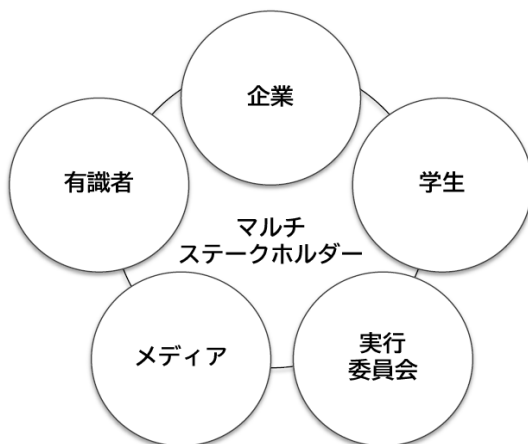 企業
有識者
学生
マルチ
ステークホルダー
メディア
実行
委員会